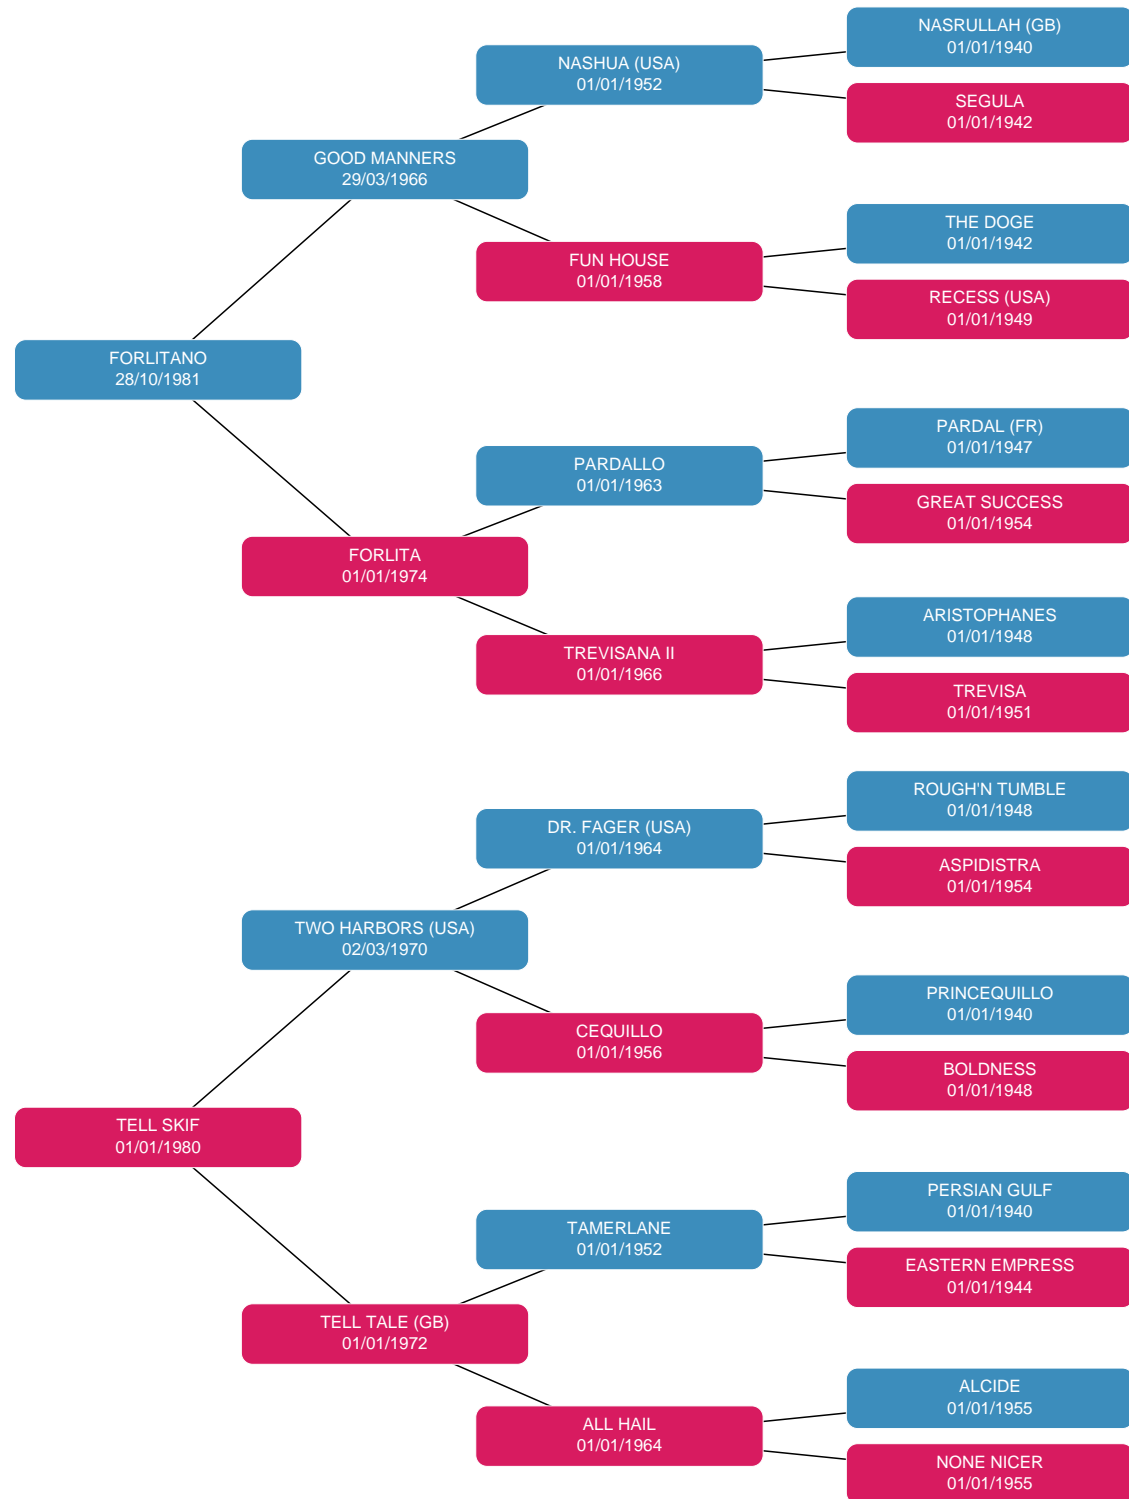 NASRULLAH (GB)
01/01/1940
NASHUA (USA)
01/01/1952
SEGULA
01/01/1942
GOOD MANNERS
29/03/1966
THE DOGE
01/01/1942
FUN HOUSE
01/01/1958
RECESS (USA)
01/01/1949
FORLITANO
28/10/1981
PARDAL (FR)
01/01/1947
PARDALLO
01/01/1963
GREAT SUCCESS
01/01/1954
FORLITA
01/01/1974
ARISTOPHANES
01/01/1948
TREVISANA II
01/01/1966
TREVISA
01/01/1951
ROUGH'N TUMBLE
01/01/1948
DR. FAGER (USA)
01/01/1964
ASPIDISTRA
01/01/1954
TWO HARBORS (USA)
02/03/1970
PRINCEQUILLO
01/01/1940
CEQUILLO
01/01/1956
BOLDNESS
01/01/1948
TELL SKIF
01/01/1980
PERSIAN GULF
01/01/1940
TAMERLANE
01/01/1952
EASTERN EMPRESS
01/01/1944
TELL TALE (GB)
01/01/1972
ALCIDE
01/01/1955
ALL HAIL
01/01/1964
NONE NICER
01/01/1955